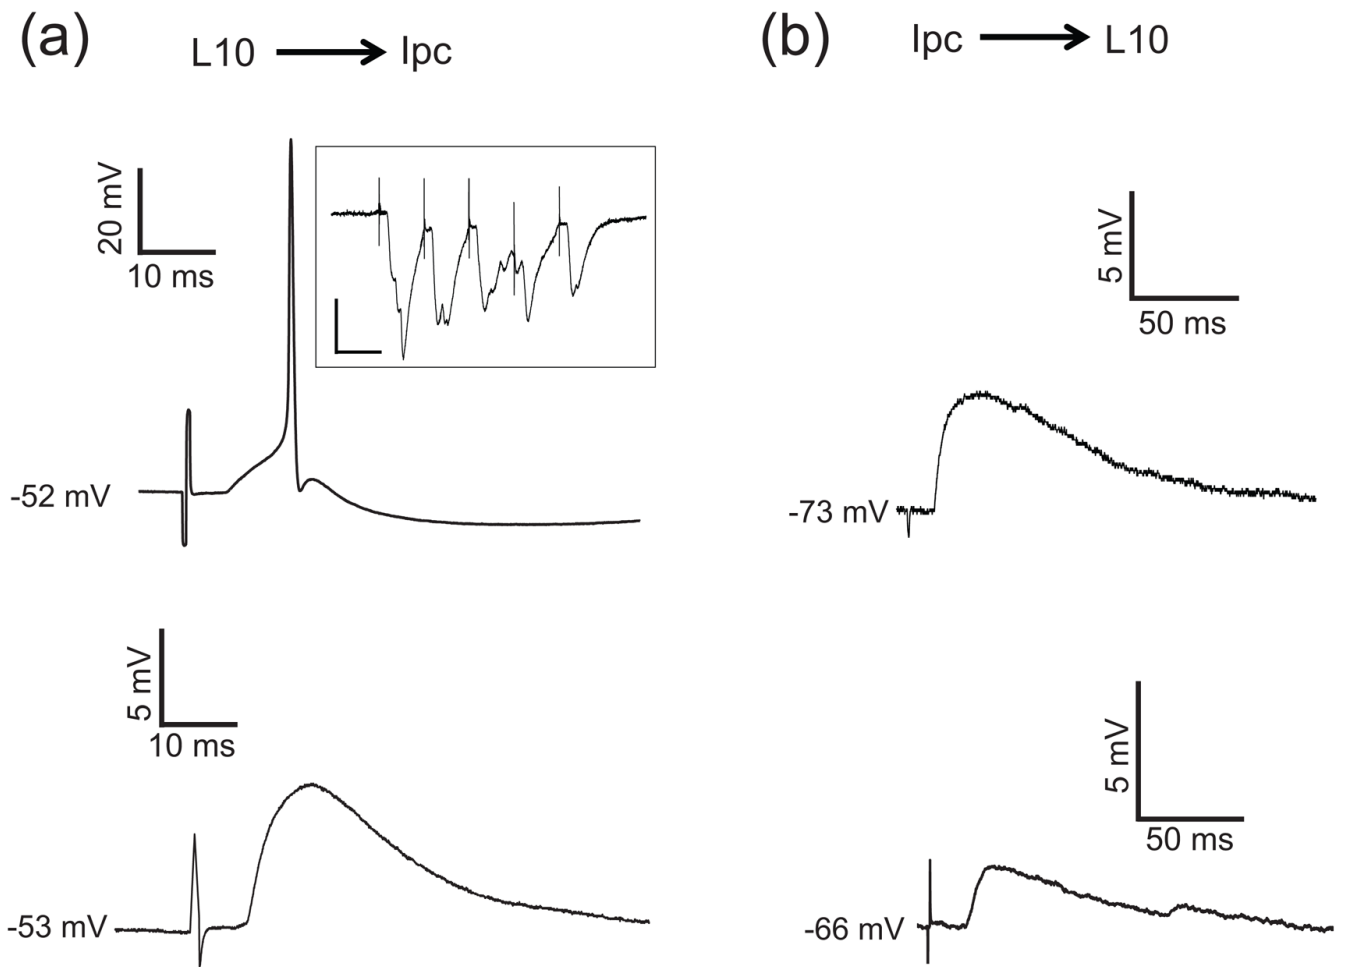 (a)
L10 → Ipc
20 mV
10 ms
-52 mV
5 mV
10 ms
-53 mV
(b)
Ipc → L10
5 mV
50 ms
-73 mV
5 mV
50 ms
-66 mV